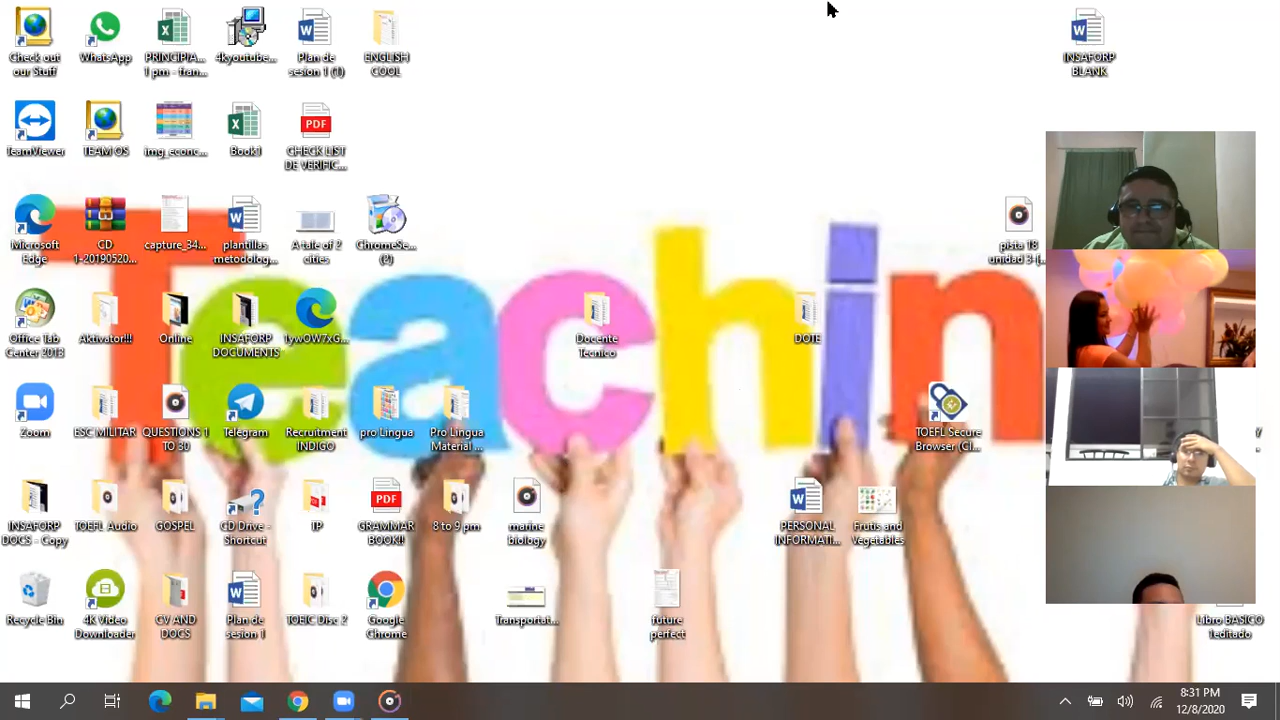 Check out
our Stuff
WhatsApp
PRINCIPIA...
1 pm - fran...
4kyoutube...
Plan de
sesion 1 (1)
ENGLISH
COOL
INSAFORP
BLANK
TeamViewer
TEAM OS
img_econc...
Book1
PDF
CHECK LIST
DE VERIFIC...
Microsoft
Edge
CD
1-20190520...
capture_34...
plantillas
metodolog...
A tale of 2
cities
ChromeSe...
(2)
pista 18
unidad 3-[...
Teachin
Office Tab
Center 2013
Aktivator!!!
Online
INSAFORP
DOCUMENTS
1ywOW7xG...
Docente
Tecnico
DOTE
Zoom
ESC MILITAR
QUESTIONS 1
TO 30
Telegram
Recruitment
INDIGO
pro Lingua
Pro Lingua
Material ...
TOEFL Secure
Browser (Cl...
Y
INSAFORP
DOCS - Copy
TOEFL Audio
GOSPEL
CD Drive -
Shortcut
IP
PDF
GRAMMAR
BOOK!!
8 to 9 pm
marine
biology
PERSONAL
INFORMATI...
Frutis and
Vegetables
Recycle Bin
4K Video
Downloader
CV AND
DOCS
Plan de
sesion 1
TOEIC Disc 2
Google
Chrome
Transportat...
future
perfect
Libro BASICO
1editado
8:31 PM
12/8/2020